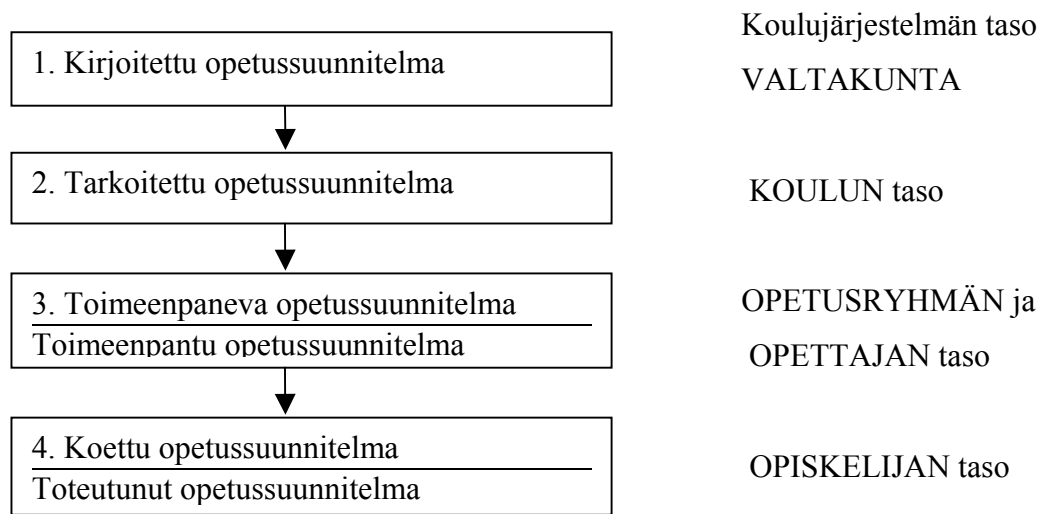 Koulujärjestelmän taso
1. Kirjoitettu opetussuunnitelma
VALTAKUNTA
2. Tarkoitettu opetussuunnitelma
KOULUN taso
3. Toimeenpaneva opetussuunnitelma
OPETUSRYHMÄN ja
Toimeenpantu opetussuunnitelma
OPETTAJAN taso
4. Koettu opetussuunnitelma
OPISKELIJAN taso
Toteutunut opetussuunnitelma